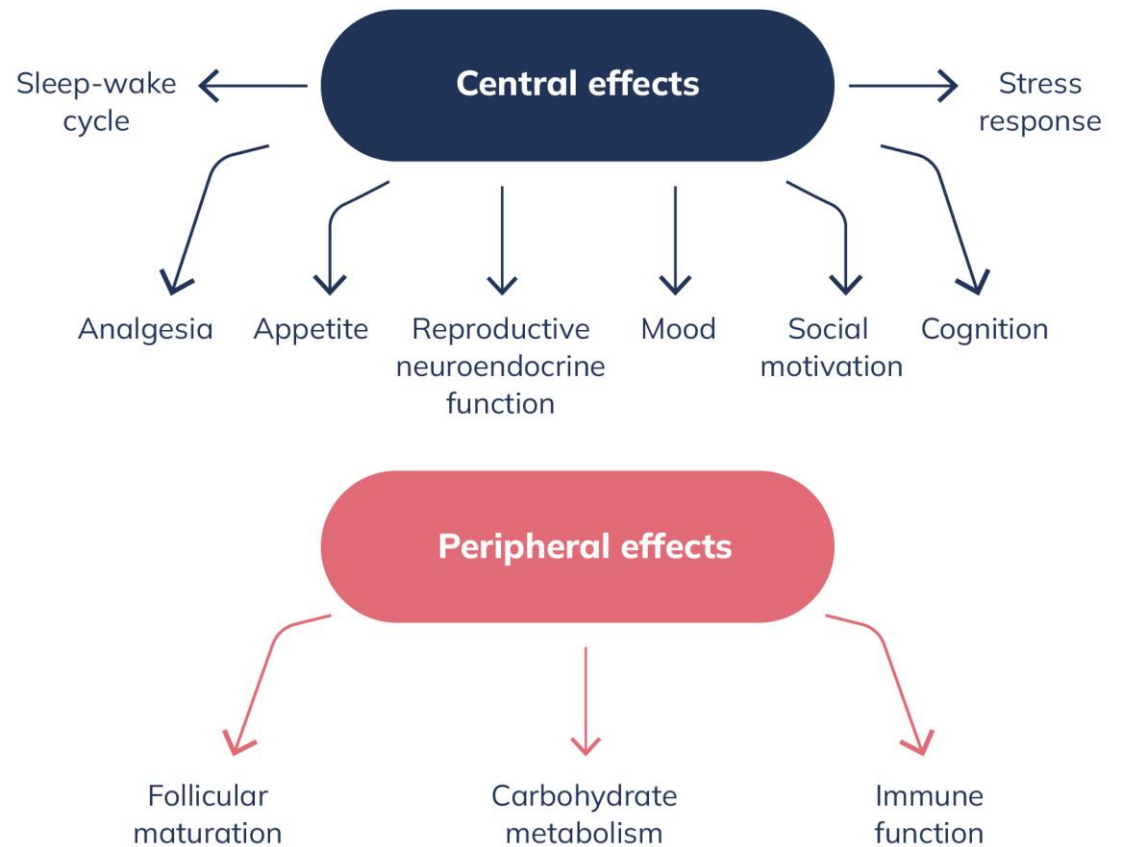 Central effects
Sleep-wake
cycle
Stress
response
Analgesia
Appetite
Reproductive
neuroendocrine
function
Mood
Social
motivation
Cognition
Peripheral effects
Follicular
maturation
Carbohydrate
metabolism
Immune
function